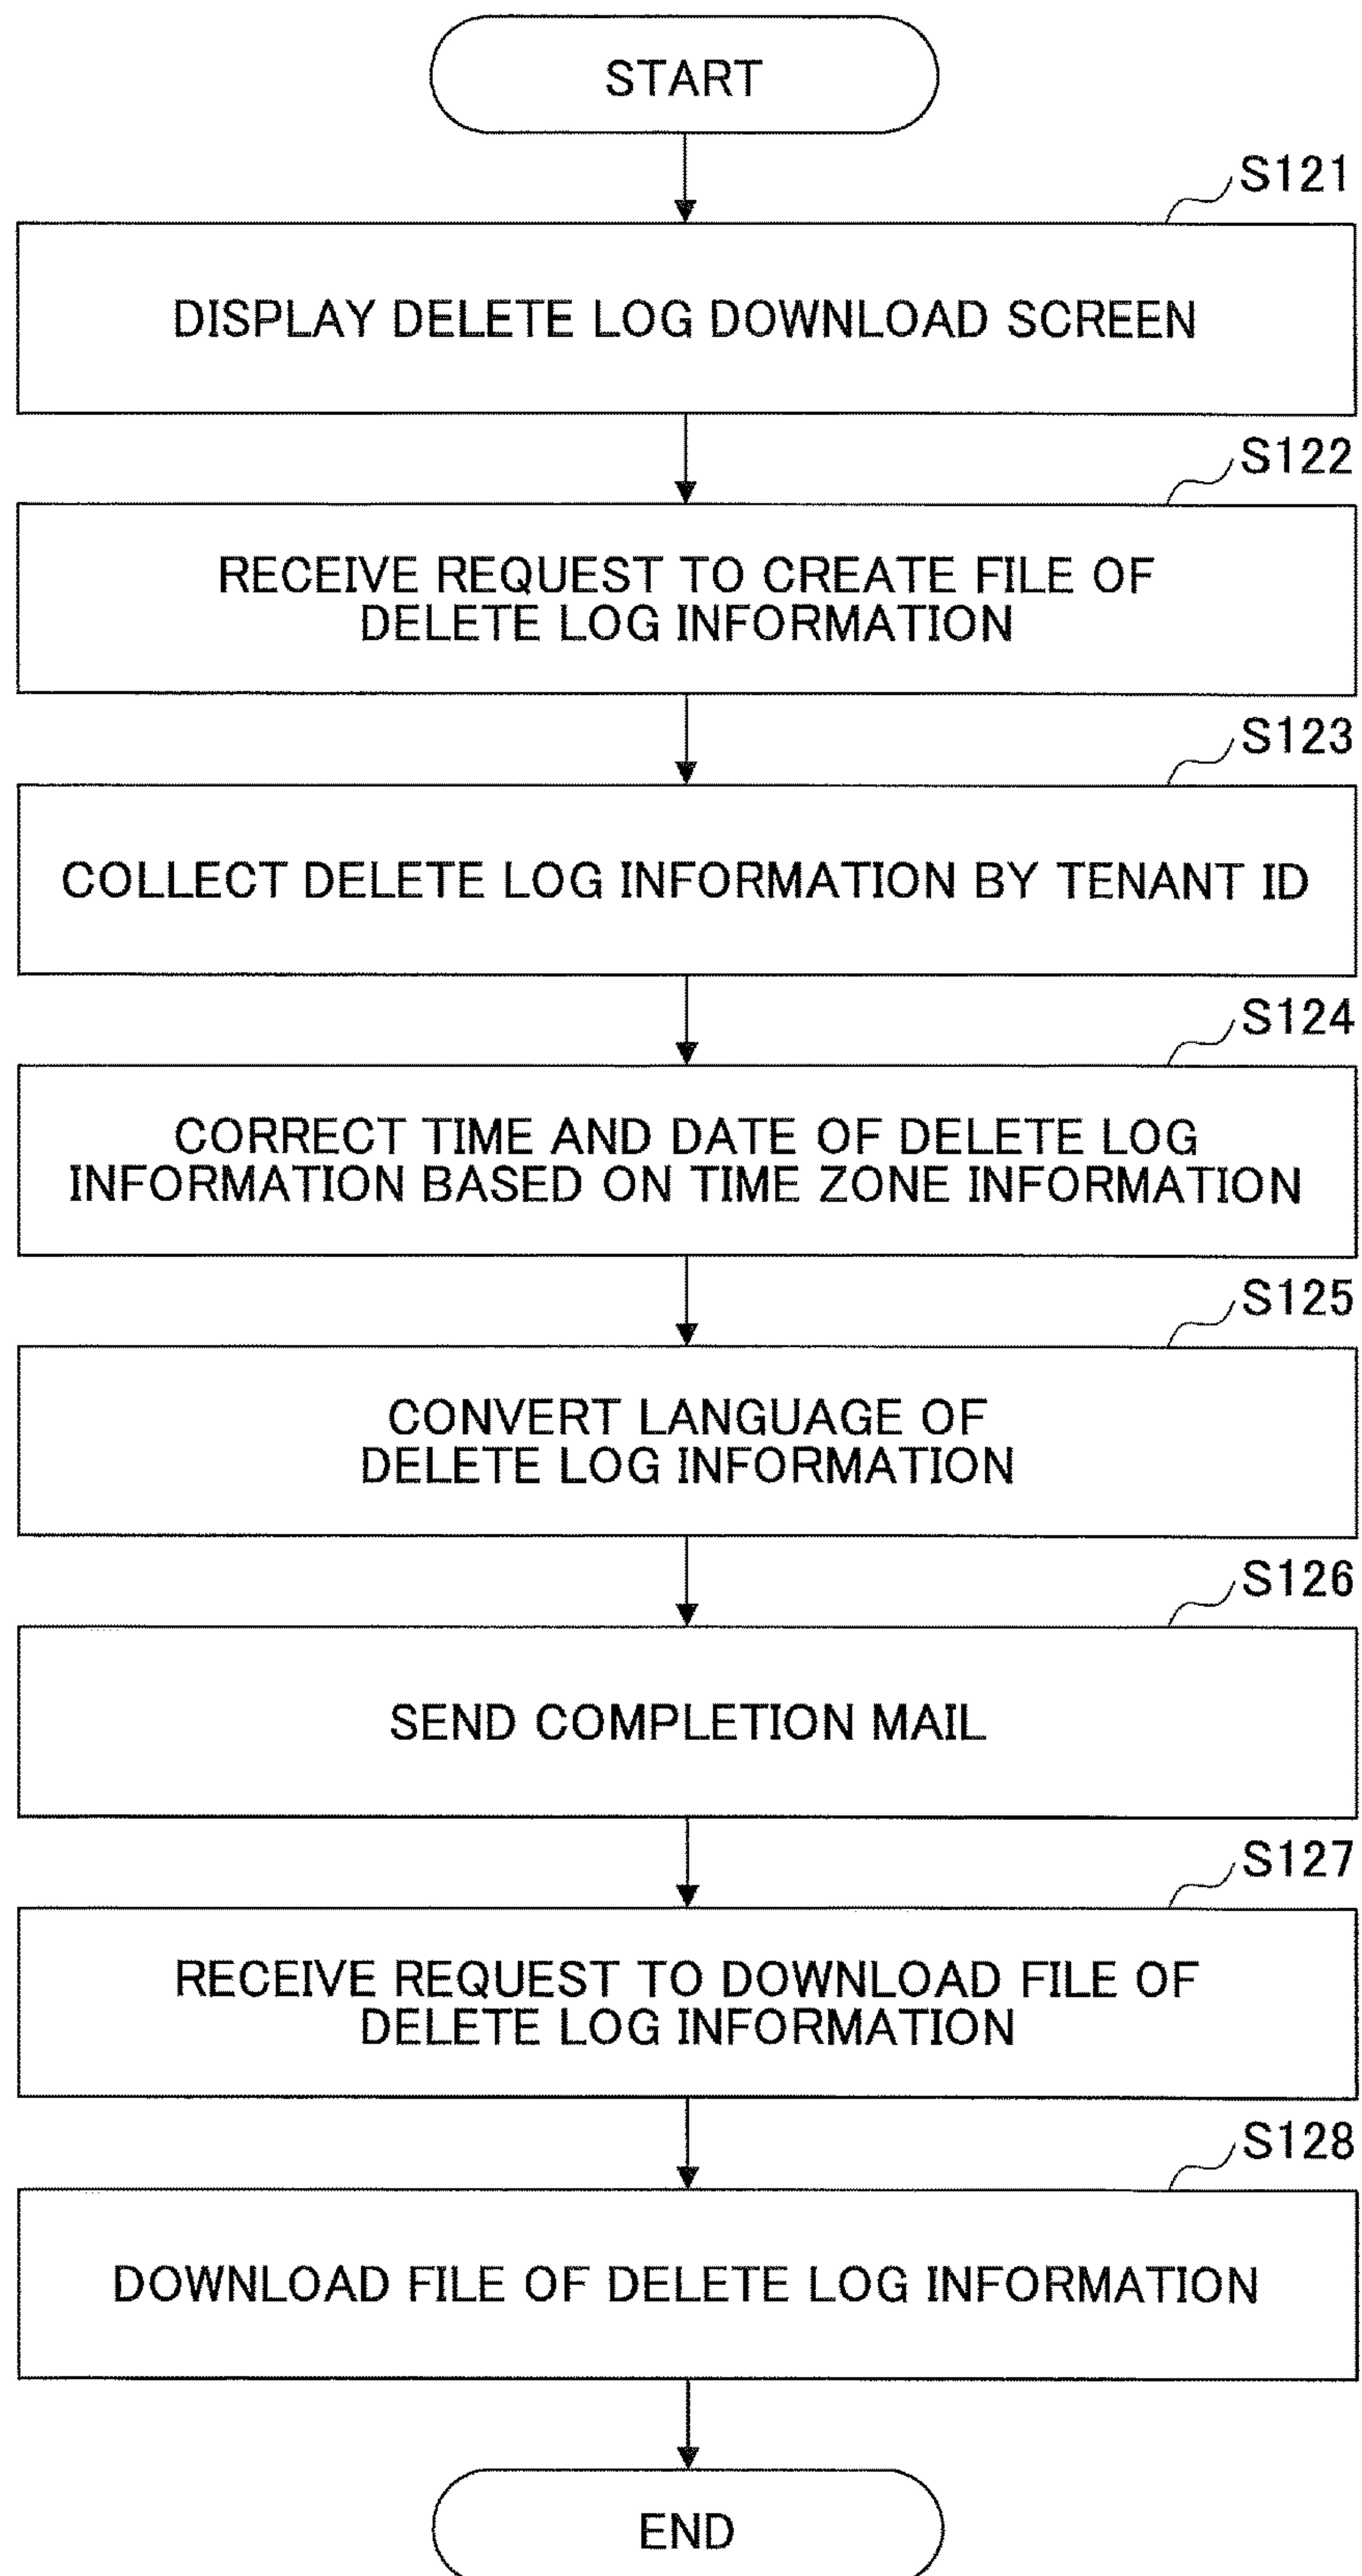 START
S121
DISPLAY DELETE LOG DOWNLOAD SCREEN
S122
RECEIVE REQUEST TO CREATE FILE OF
DELETE LOG INFORMATION
S123
COLLECT DELETE LOG INFORMATION BY TENANT ID
S124
CORRECT TIME AND DATE OF DELETE LOG
INFORMATION BASED ON TIME ZONE INFORMATION
S125
CONVERT LANGUAGE OF
DELETE LOG INFORMATION
S126
SEND COMPLETION MAIL
S127
RECEIVE REQUEST TO DOWNLOAD FILE OF
DELETE LOG INFORMATION
S128
DOWNLOAD FILE OF DELETE LOG INFORMATION
END